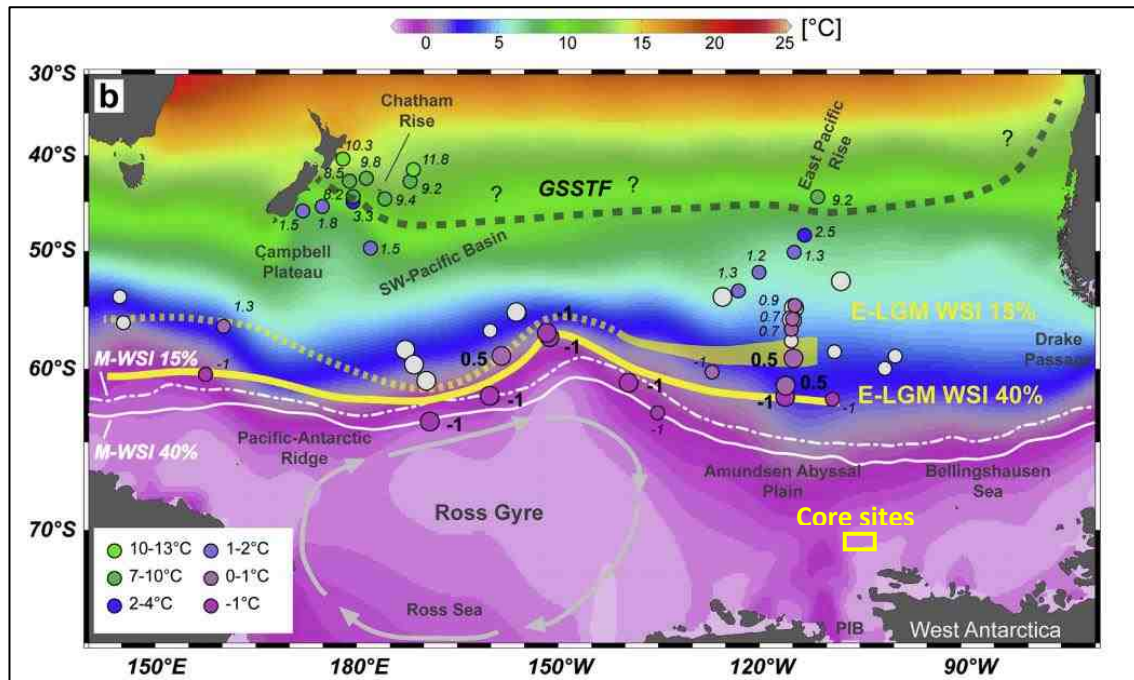 0 5 10 15 20 25 [°C]
30°S
b
Chatham
Rise
10.3
9.8
11.8
40°S
8.5
9.2
8.2
9.4
3.3
1.5
1.8
Campbell
Plateau
1.5
SW-Pacific Basin
?
GSSTF
?
East Pacific
Rise
?
9.2
2.5
50°S
1.2
1.3
1.3
1.3
0.9
0.7
0.7
E-LGM WSI 15%
Drake
Passage
M-WSI 15%
-1
0.5
-1
-1
-1
0.5
0.5
60°S
-1
-1
-1
-1
-1
-1
E-LGM WSI 40%
M-WSI 40%
Pacific-Antarctic
Ridge
Amundsen Abyssal
Plain
Bellingshausen
Sea
Ross Gyre
Core sites
70°S
10-13°C
1-2°C
7-10°C
0-1°C
2-4°C
-1°C
Ross Sea
PIB
West Antarctica
150°E 180°E 150°W 120°W 90°W